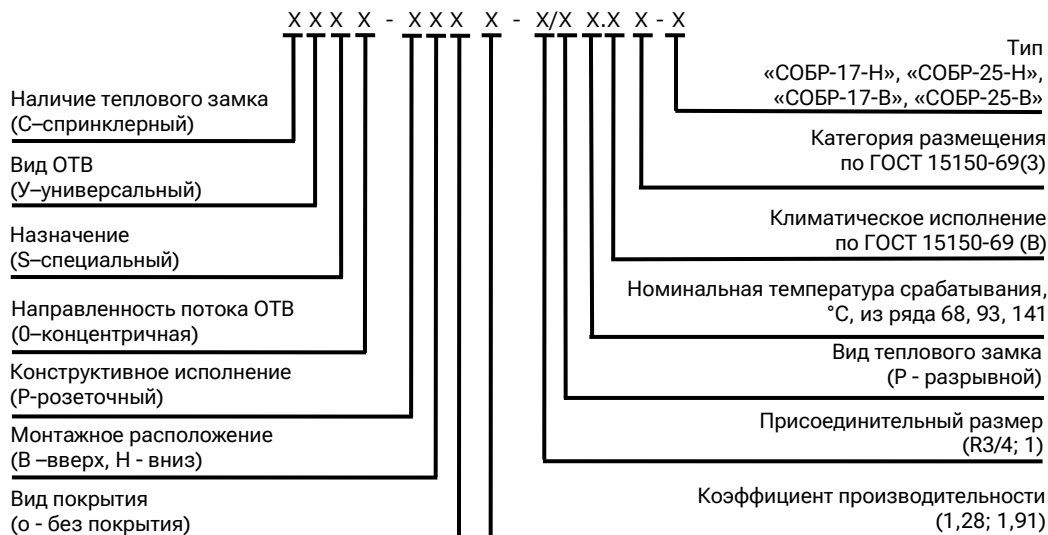 X X X X - X X X X - X/X X.X X - X
Тип
«СОБР-17-Н», «СОБР-25-Н»,
«СОБР-17-В», «СОБР-25-В»
Наличие теплового замка
(С–спринклерный)
Категория размещения
по ГОСТ 15150-69(3)
Вид ОТВ
(У–универсальный)
Климатическое исполнение
по ГОСТ 15150-69 (В)
Назначение
(S–специальный)
Номинальная температура срабатывания,
°C, из ряда 68, 93, 141
Направленность потока ОТВ
(0–концентричная)
Вид теплового замка
(Р - разрывной)
Конструктивное исполнение
(Р-розеточный)
Присоединительный размер
(R3/4; 1)
Монтажное расположение
(В –вверх, Н - вниз)
Вид покрытия
(о - без покрытия)
Коэффициент производительности
(1,28; 1,91)